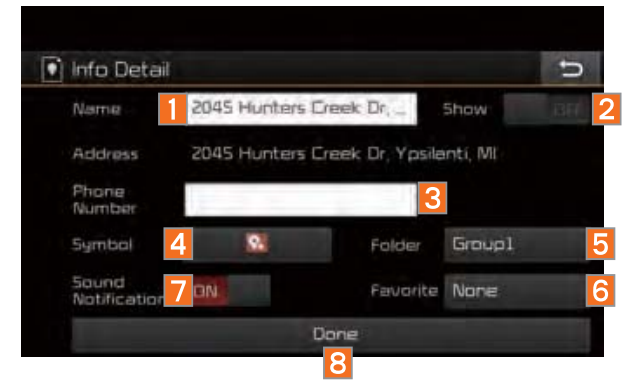 Info Detail
Name 1 2045 Hunters Creek Dr, ... Show OFF 2
Address 2045 Hunters Creek Dr, Ypsilanti, MI
Phone
Number 3
Symbol 4 Folder Group1 5
Sound
Notification 7 ON Favorite None 6
Done
8